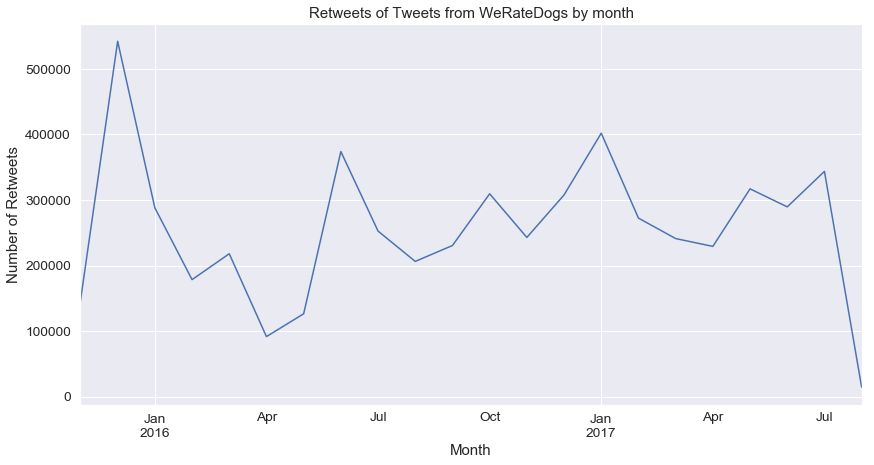 Retweets of Tweets from WeRateDogs by month
Number of Retweets
500000
400000
300000
200000
100000
0
Jan Apr Jul Oct Jan Apr Jul
2016 2017
Month